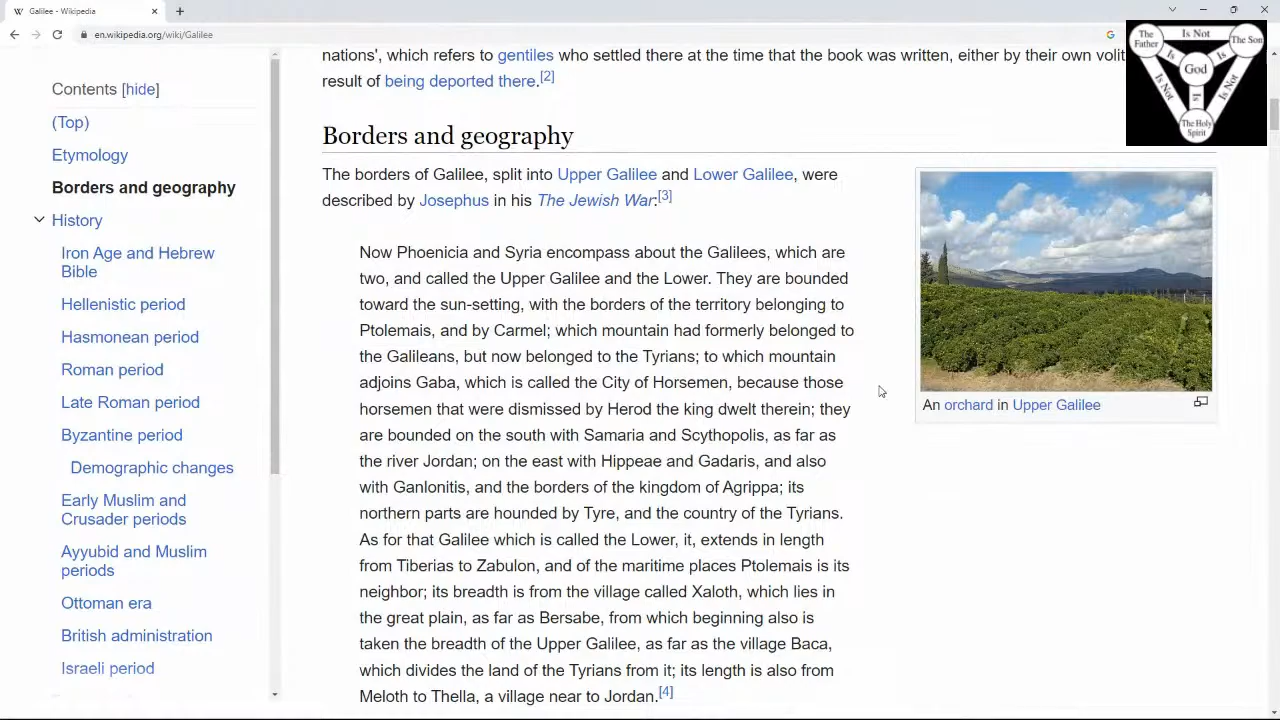 Galilee - Wikipedia
en.wikipedia.org/wiki/Galilee
The Father
Is Not
The Son
Is
Is
God
Is Not
Is
Is Not
The Holy Spirit
Contents [hide]
(Top)
Etymology
Borders and geography
History
Iron Age and Hebrew
Bible
Hellenistic period
Hasmonean period
Roman period
Late Roman period
Byzantine period
Demographic changes
Early Muslim and
Crusader periods
Ayyubid and Muslim
periods
Ottoman era
British administration
Israeli period
nations', which refers to gentiles who settled there at the time that the book was written, either by their own volit
result of being deported there.[2]
Borders and geography
The borders of Galilee, split into Upper Galilee and Lower Galilee, were
described by Josephus in his The Jewish War:[3]
Now Phoenicia and Syria encompass about the Galilees, which are
two, and called the Upper Galilee and the Lower. They are bounded
toward the sun-setting, with the borders of the territory belonging to
Ptolemais, and by Carmel; which mountain had formerly belonged to
the Galileans, but now belonged to the Tyrians; to which mountain
adjoins Gaba, which is called the City of Horsemen, because those
horsemen that were dismissed by Herod the king dwelt therein; they
are bounded on the south with Samaria and Scythopolis, as far as
the river Jordan; on the east with Hippeae and Gadaris, and also
with Ganlonitis, and the borders of the kingdom of Agrippa; its
northern parts are hounded by Tyre, and the country of the Tyrians.
As for that Galilee which is called the Lower, it, extends in length
from Tiberias to Zabulon, and of the maritime places Ptolemais is its
neighbor; its breadth is from the village called Xaloth, which lies in
the great plain, as far as Bersabe, from which beginning also is
taken the breadth of the Upper Galilee, as far as the village Baca,
which divides the land of the Tyrians from it; its length is also from
Meloth to Thella, a village near to Jordan.[4]
An orchard in Upper Galilee